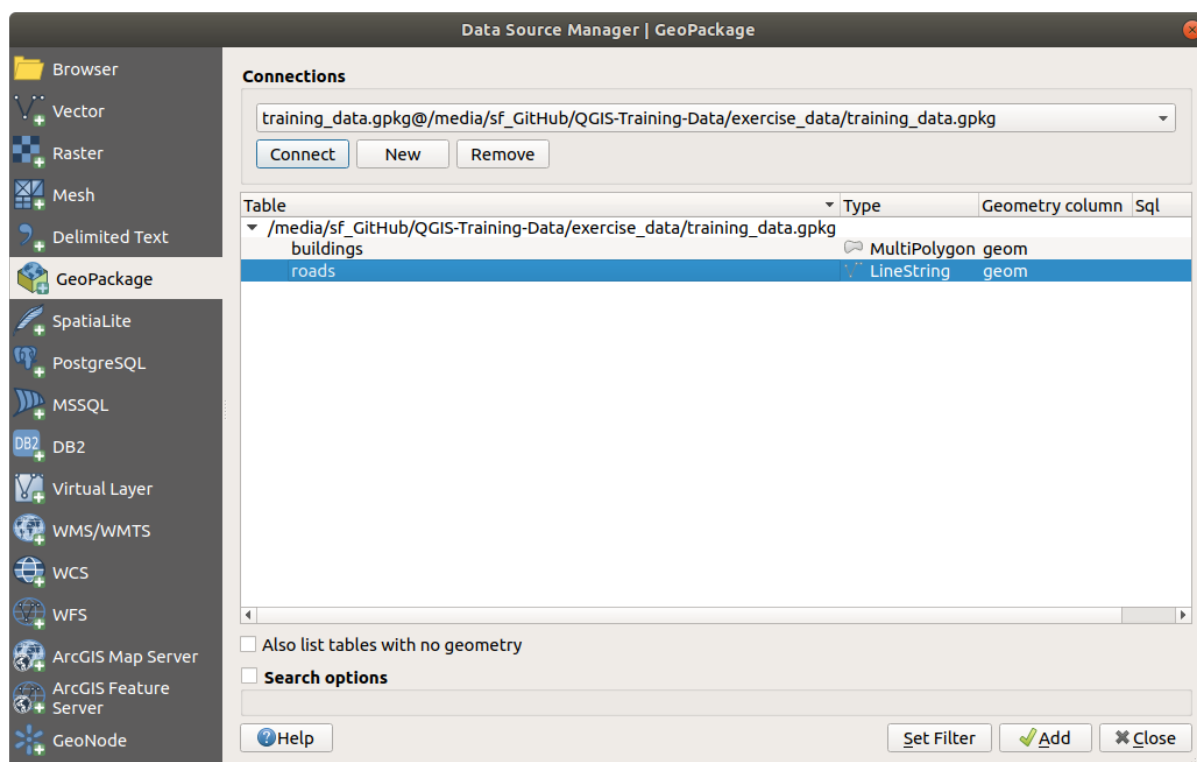 Data Source Manager | GeoPackage
Browser
Vector
Raster
Mesh
Delimited Text
GeoPackage
SpatiaLite
PostgreSQL
MSSQL
DB2
DB2
Virtual Layer
WMS/WMTS
WCS
WFS
ArcGIS Map Server
ArcGIS Feature
Server
GeoNode
Connections
training_data.gpkg@/media/sf_GitHub/QGIS-Training-Data/exercise_data/training_data.gpkg
Connect New Remove
Table Type Geometry column Sql
/media/sf_GitHub/QGIS-Training-Data/exercise_data/training_data.gpkg
buildings MultiPolygon geom
roads LineString geom
Also list tables with no geometry
Search options
Help Set Filter Add Close